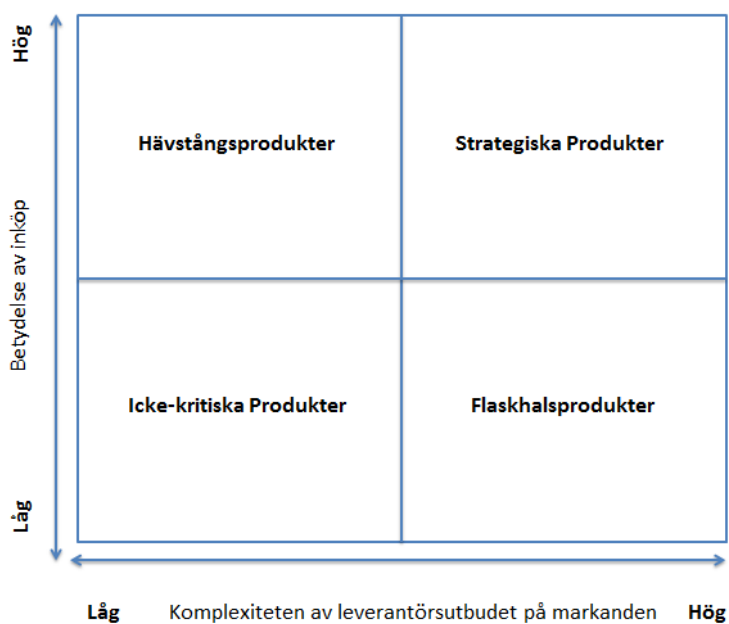 Hög
Hävstångsprodukter
Strategiska Produkter
Betydelse av inköp
Icke-kritiska Produkter
Flaskhalsprodukter
Låg
Låg Komplexiteten av leverantörsutbudet på markanden Hög